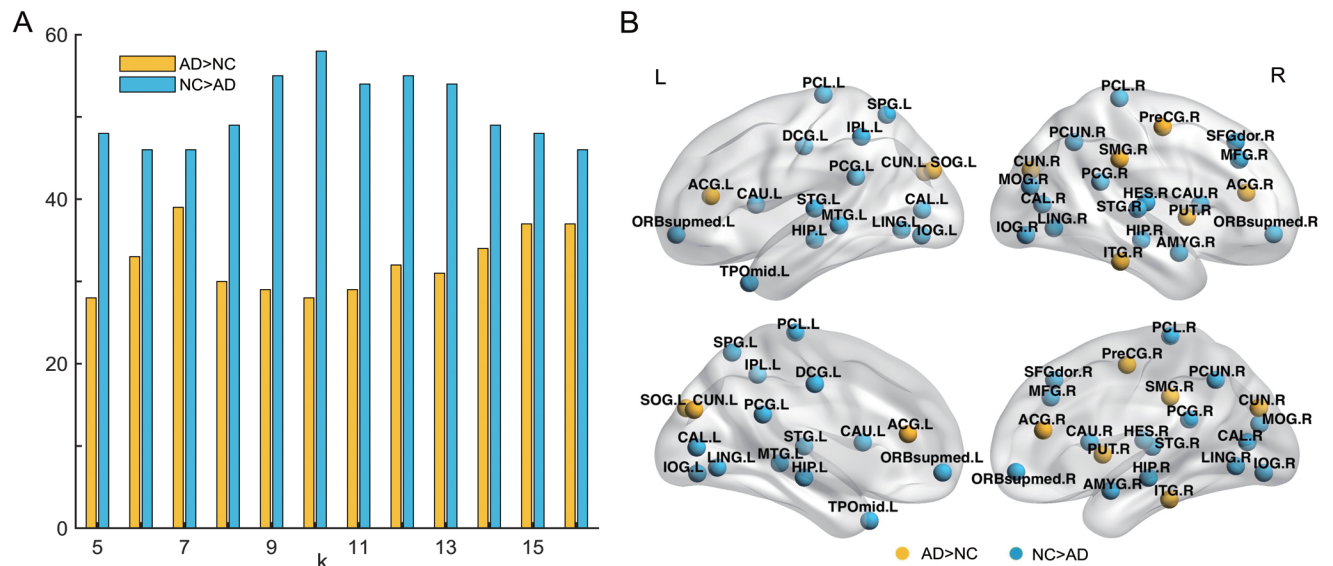 A
60
AD>NC
NC>AD
40
20
0
5
7
9
11
13
15
k
B
L
R
PCL.L
SPG.L
DCG.L
IPL.L
PCG.L
CUN.L
SOG.L
ACG.L
CAU.L
STG.L
MTG.L
CAL.L
ORBsupmed.L
HIP.L
LING.L
IOG.L
TPOmid.L
PCL.R
PreCG.R
PCUN.R
SFGdor.R
SMG.R
MFG.R
CUN.R
MOG.R
PCG.R
HES.R
CAU.R
ACG.R
CAL.R
STG.R
PUT.R
IOG.R
LING.R
HIP.R
AMYG.R
ORBsupmed.R
ITG.R
PCL.L
SPG.L
IPL.L
DCG.L
SOG.L
CUN.L
PCG.L
ACG.L
CAL.L
STG.L
CAU.L
IOG.L
LING.L
MTG.L
HIP.L
ORBsupmed.L
TPOmid.L
PCL.R
PreCG.R
SFGdor.R
PCUN.R
MFG.R
SMG.R
CUN.R
ACG.R
PCG.R
MOG.R
CAU.R
HES.R
STG.R
CAL.R
PUT.R
LING.R
IOG.R
ORBsupmed.R
HIP.R
AMYG.R
ITG.R
AD>NC
NC>AD